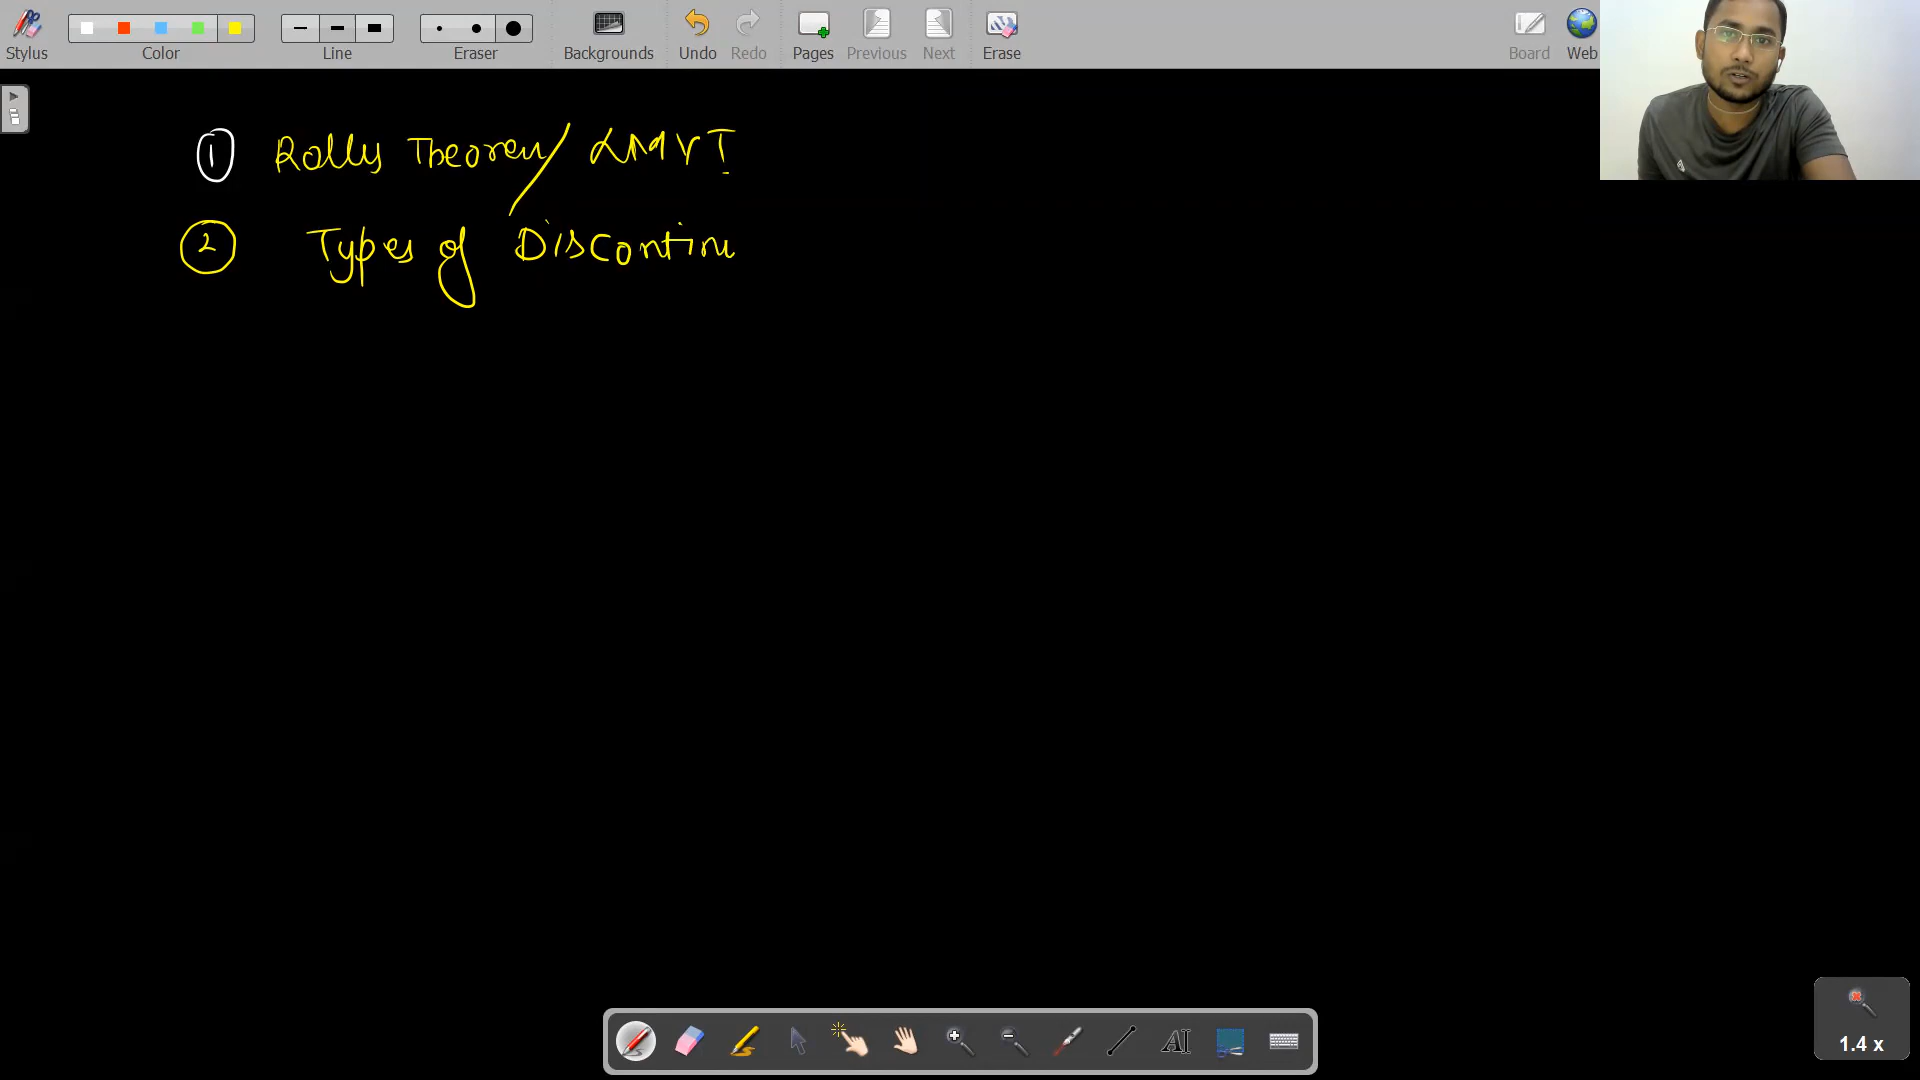 Stylus Color Line Eraser Backgrounds Undo Redo Pages Previous Next Erase Board Web
① Rolly Theorem / LMVT
② Types of Discontinu
1.4 x